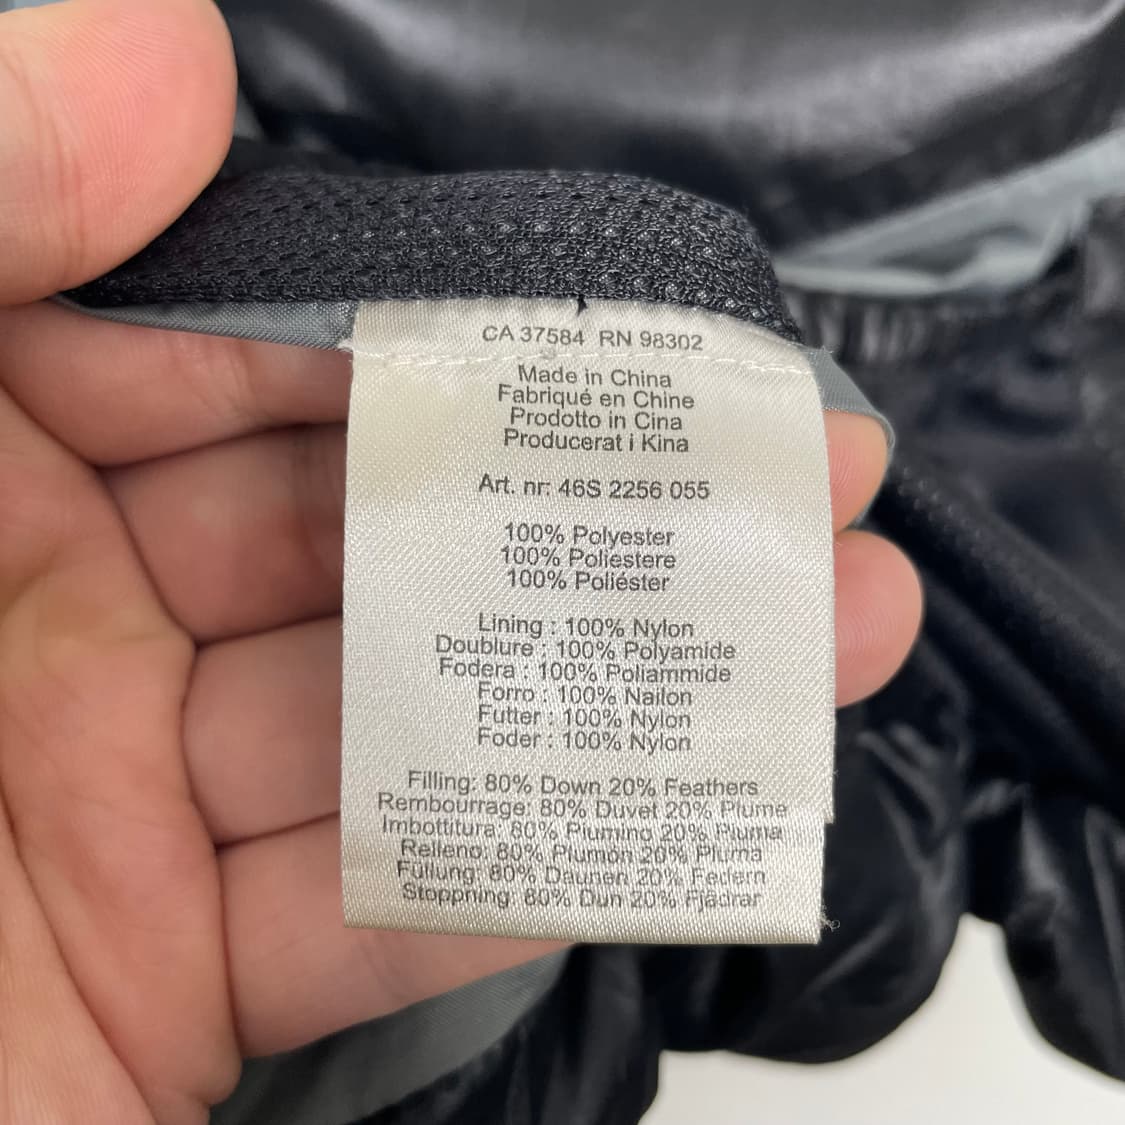 CA 37584 RN 98302
Made in China
Fabriqué en Chine
Prodotto in Cina
Producerat i Kina
Art. nr: 46S 2256 055
100% Polyester
100% Poliestere
100% Poliéster
Lining : 100% Nylon
Doublure : 100% Polyamide
Fodera : 100% Poliammide
Forro : 100% Nailon
Futter : 100% Nylon
Foder : 100% Nylon
Filling: 80% Down 20% Feathers
Rembourrage: 80% Duvet 20% Plume
Imbottitura: 80% Piumino 20% Piuma
Relleno: 80% Plumón 20% Pluma
Füllung: 80% Daunen 20% Federn
Stoppning: 80% Dun 20% Fjädrar